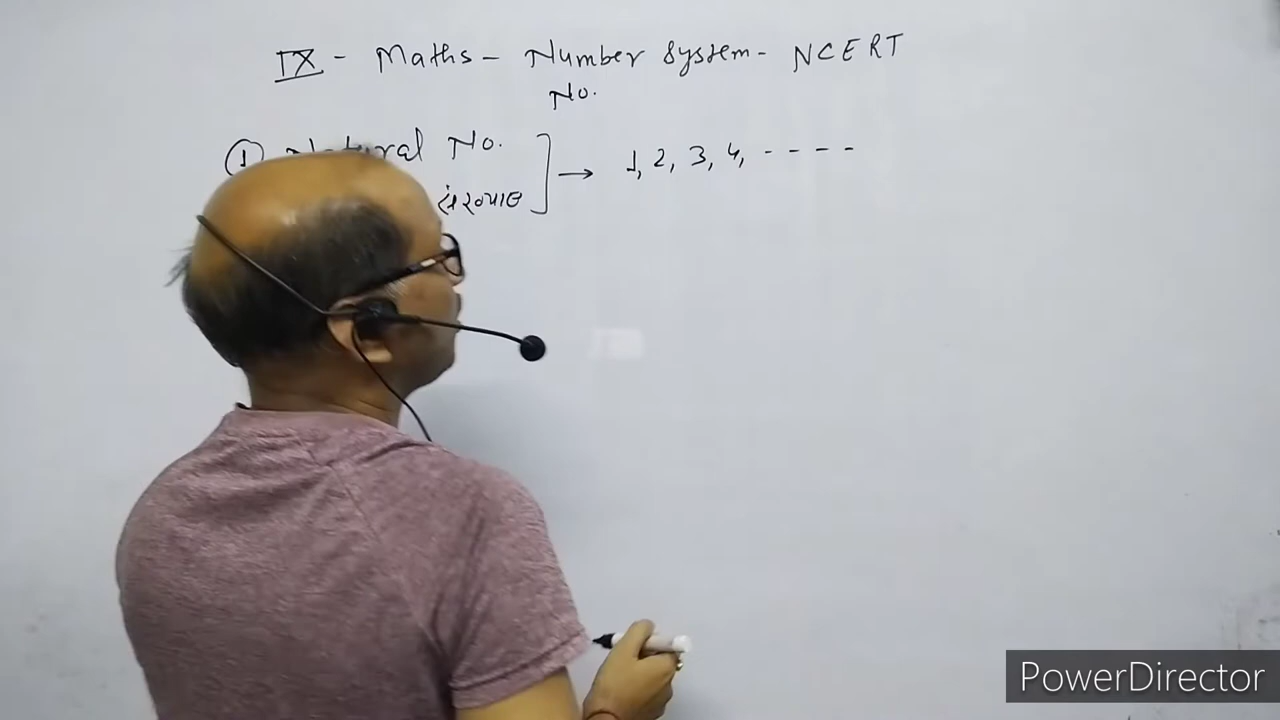 IX - Maths - Number System - NCERT
No.
① Natural No. → 1, 2, 3, 4, - - - -
PowerDirector